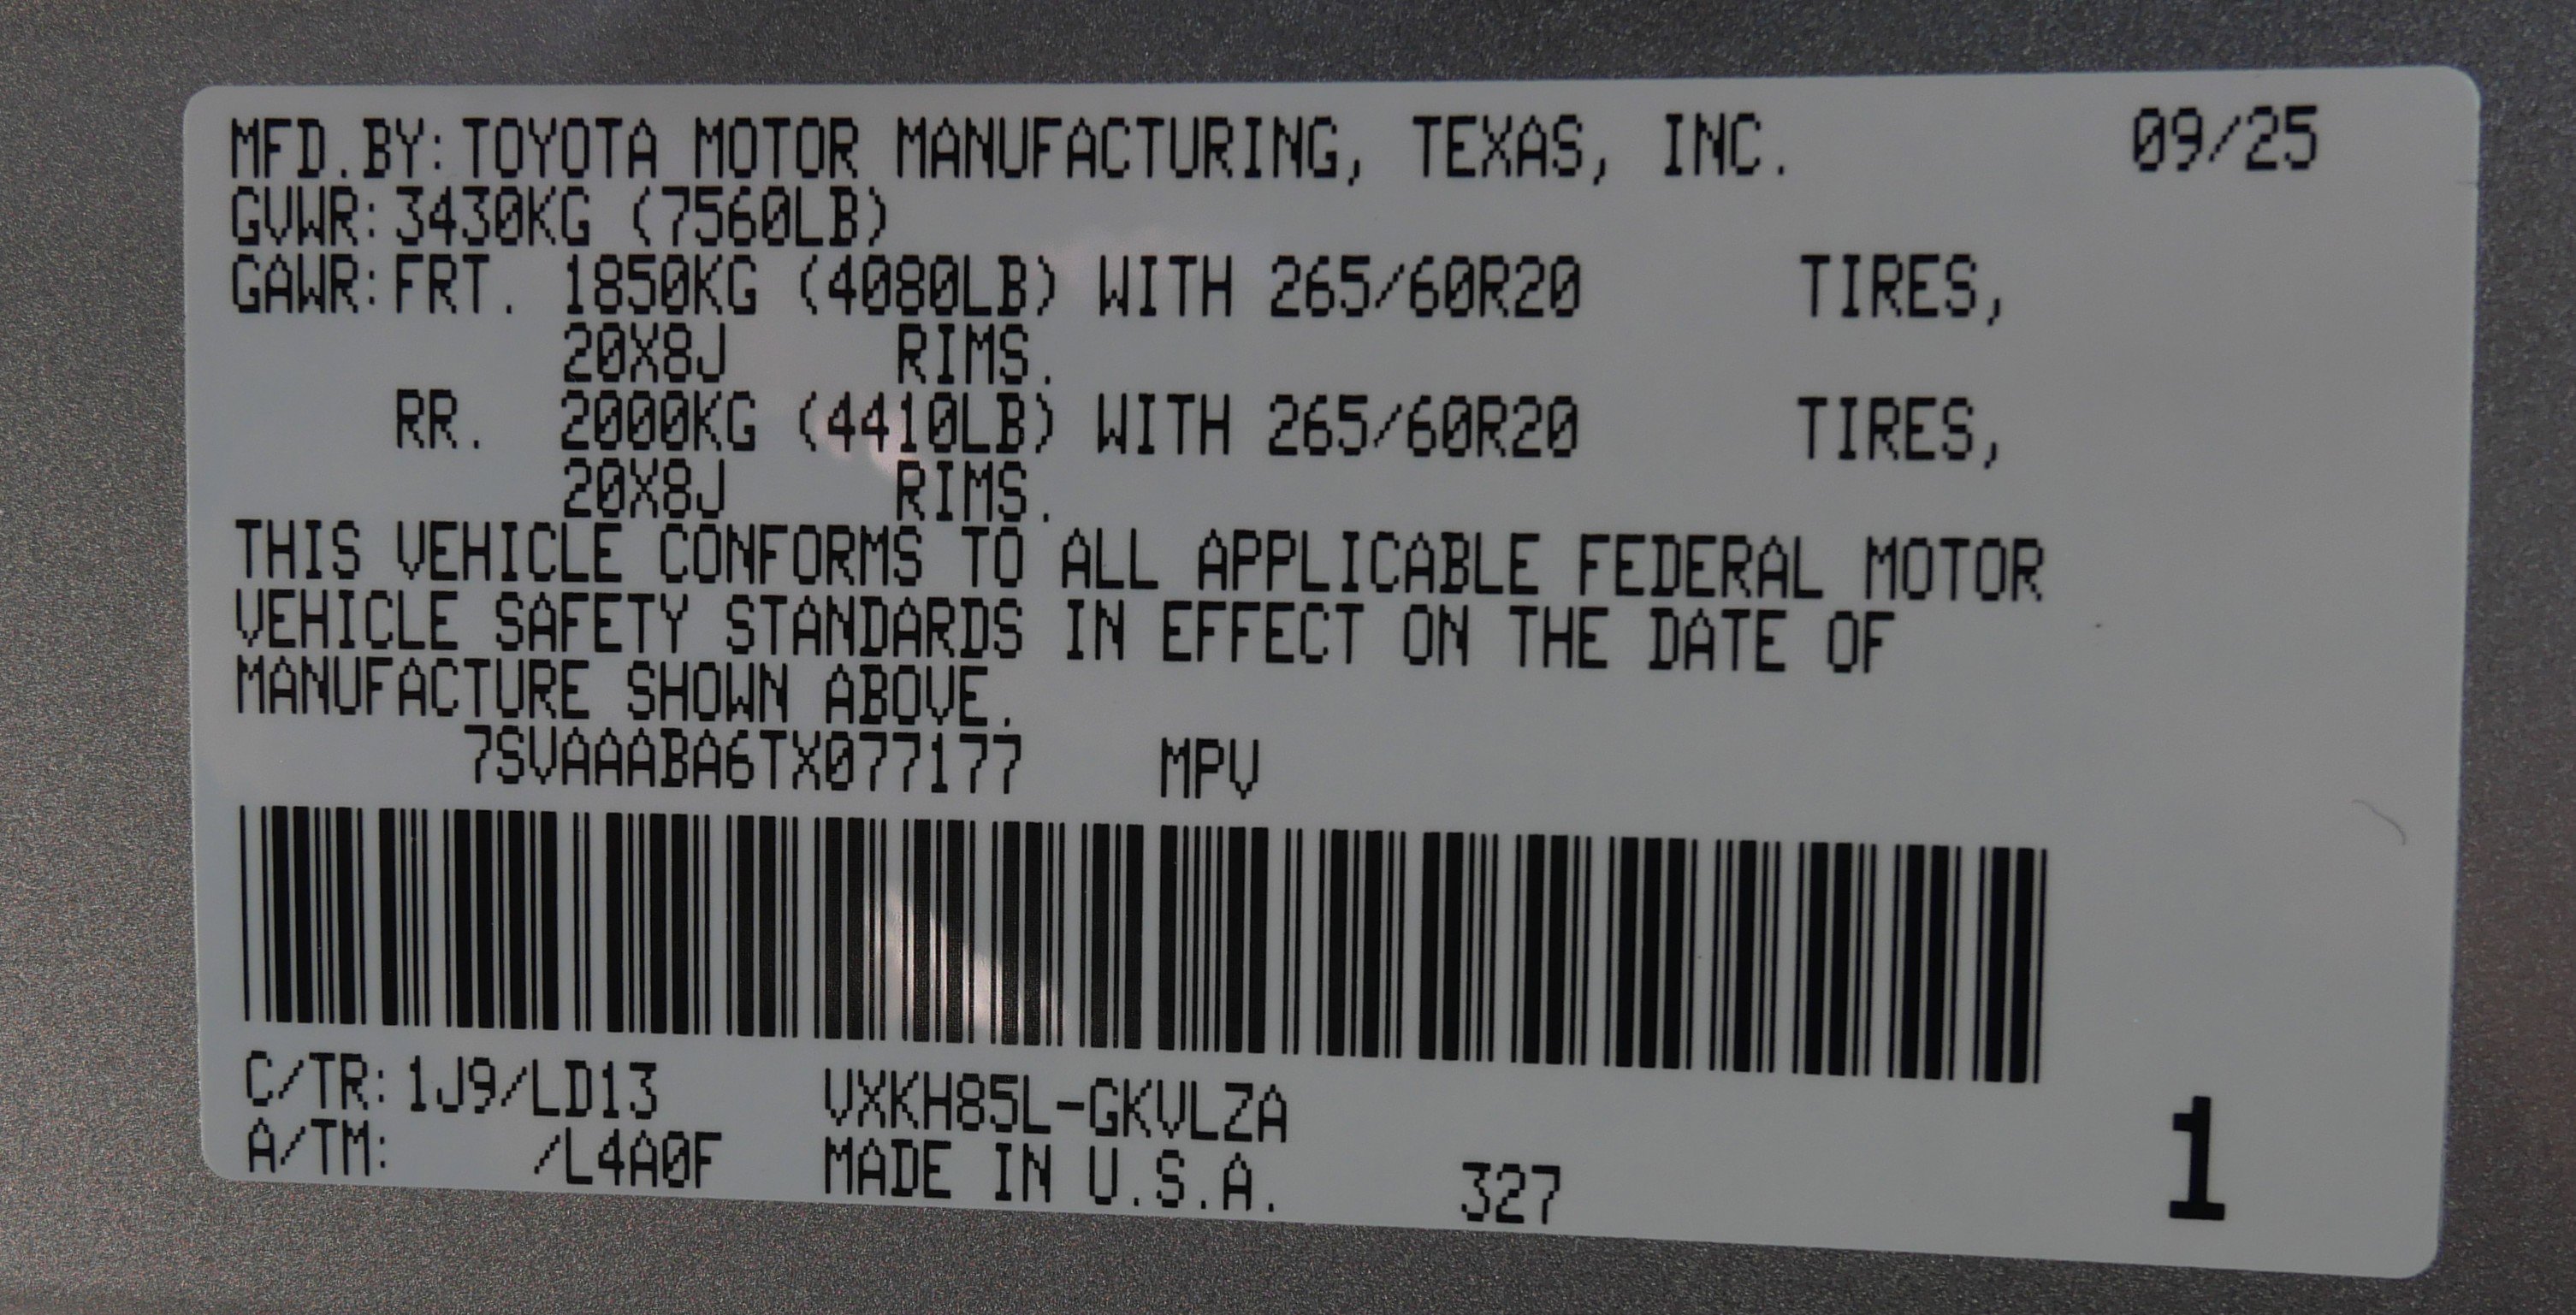 MFD.BY: TOYOTA MOTOR MANUFACTURING, TEXAS, INC. 09/25
GVWR: 3430KG (7560LB)
GAWR: FRT. 1850KG (4080LB) WITH 265/60R20 TIRES,
20X8J RIMS.
RR. 2000KG (4410LB) WITH 265/60R20 TIRES,
20X8J RIMS.
THIS VEHICLE CONFORMS TO ALL APPLICABLE FEDERAL MOTOR
VEHICLE SAFETY STANDARDS IN EFFECT ON THE DATE OF
MANUFACTURE SHOWN ABOVE.
7SVAAABA6TX077177 MPV
C/TR: 1J9/LD13 VXKH85L-GKVLZA
A/TM: /L4A0F MADE IN U.S.A. 327 1